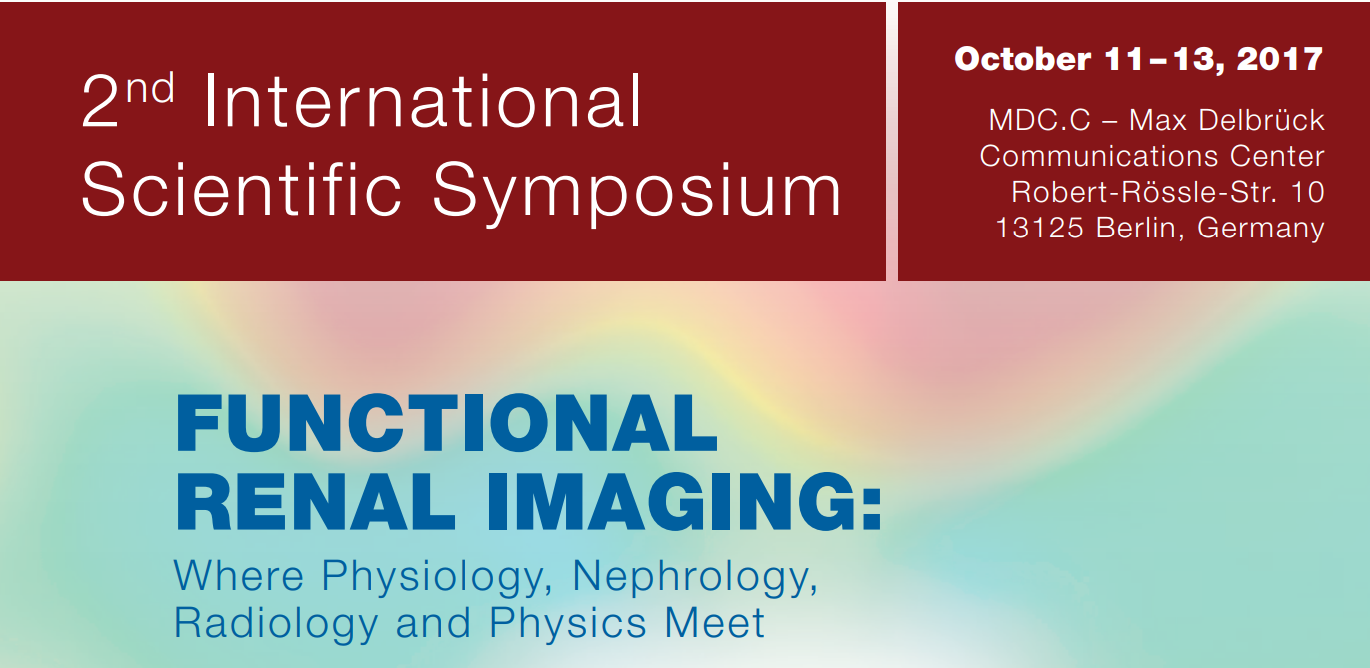 2nd International
Scientific Symposium
October 11–13, 2017
MDC.C – Max Delbrück
Communications Center
Robert-Rössle-Str. 10
13125 Berlin, Germany
FUNCTIONAL
RENAL IMAGING:
Where Physiology, Nephrology,
Radiology and Physics Meet